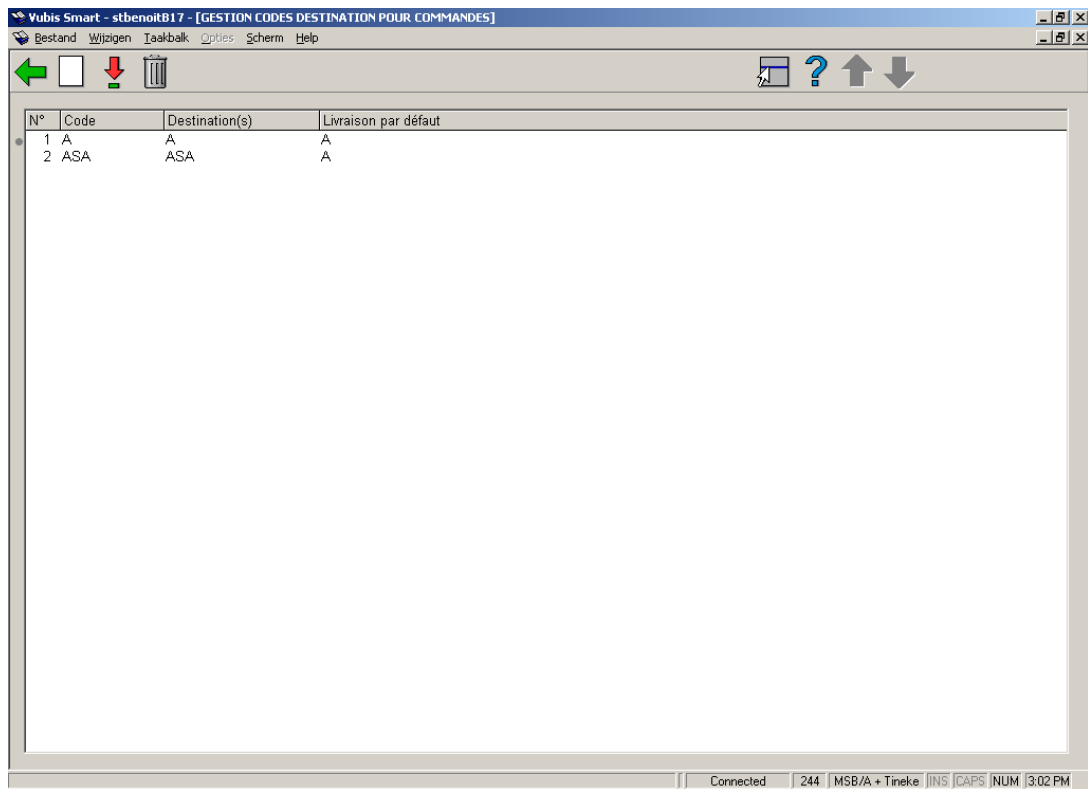 Vubis Smart - stbenoitB17 - [GESTION CODES DESTINATION POUR COMMANDES]
Bestand Wijzigen Taakbalk Opties Scherm Help
N° Code Destination(s) Livraison par défaut
1 A A A
2 ASA ASA A
Connected 244 MSB/A + Tineke INS CAPS NUM 3:02 PM